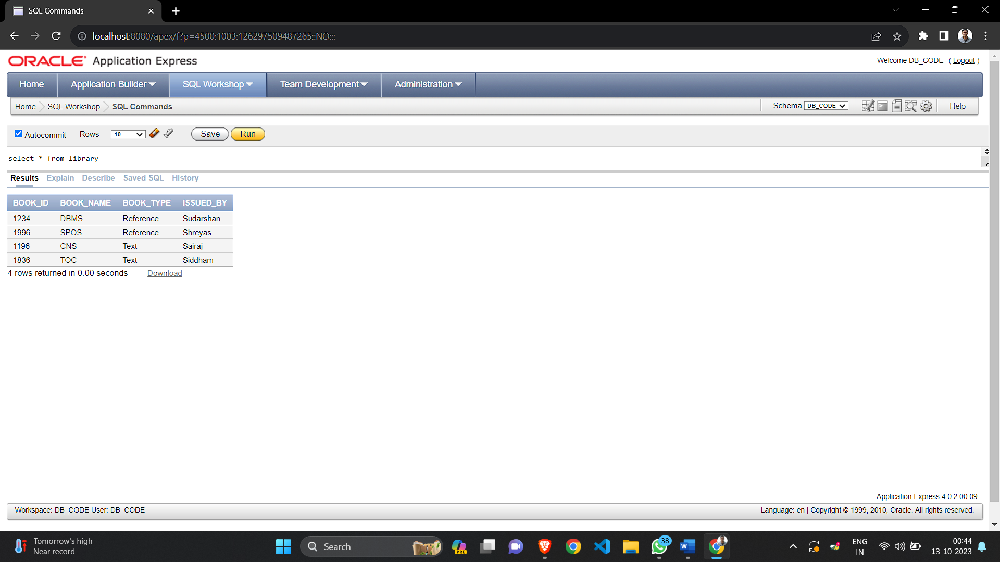 SQL Commands
localhost:8080/apex/f?p=4500:1003:126297509487265::NO:::
ORACLE Application Express
Welcome DB_CODE ( Logout )
Home Application Builder SQL Workshop Team Development Administration
Home SQL Workshop SQL Commands
Schema DB_CODE Help
Autocommit Rows 10 Save Run
select * from library
Results Explain Describe Saved SQL History
BOOK_ID BOOK_NAME BOOK_TYPE ISSUED_BY
1234 DBMS Reference Sudarshan
1996 SPOS Reference Shreyas
1196 CNS Text Sairaj
1836 TOC Text Siddham
4 rows returned in 0.00 seconds Download
Application Express 4.0.2.00.09
Workspace: DB_CODE User: DB_CODE
Language: en | Copyright © 1999, 2010, Oracle. All rights reserved.
Tomorrow's high
Near record
Search
PRE
38
W
ENG
IN
00:44
13-10-2023